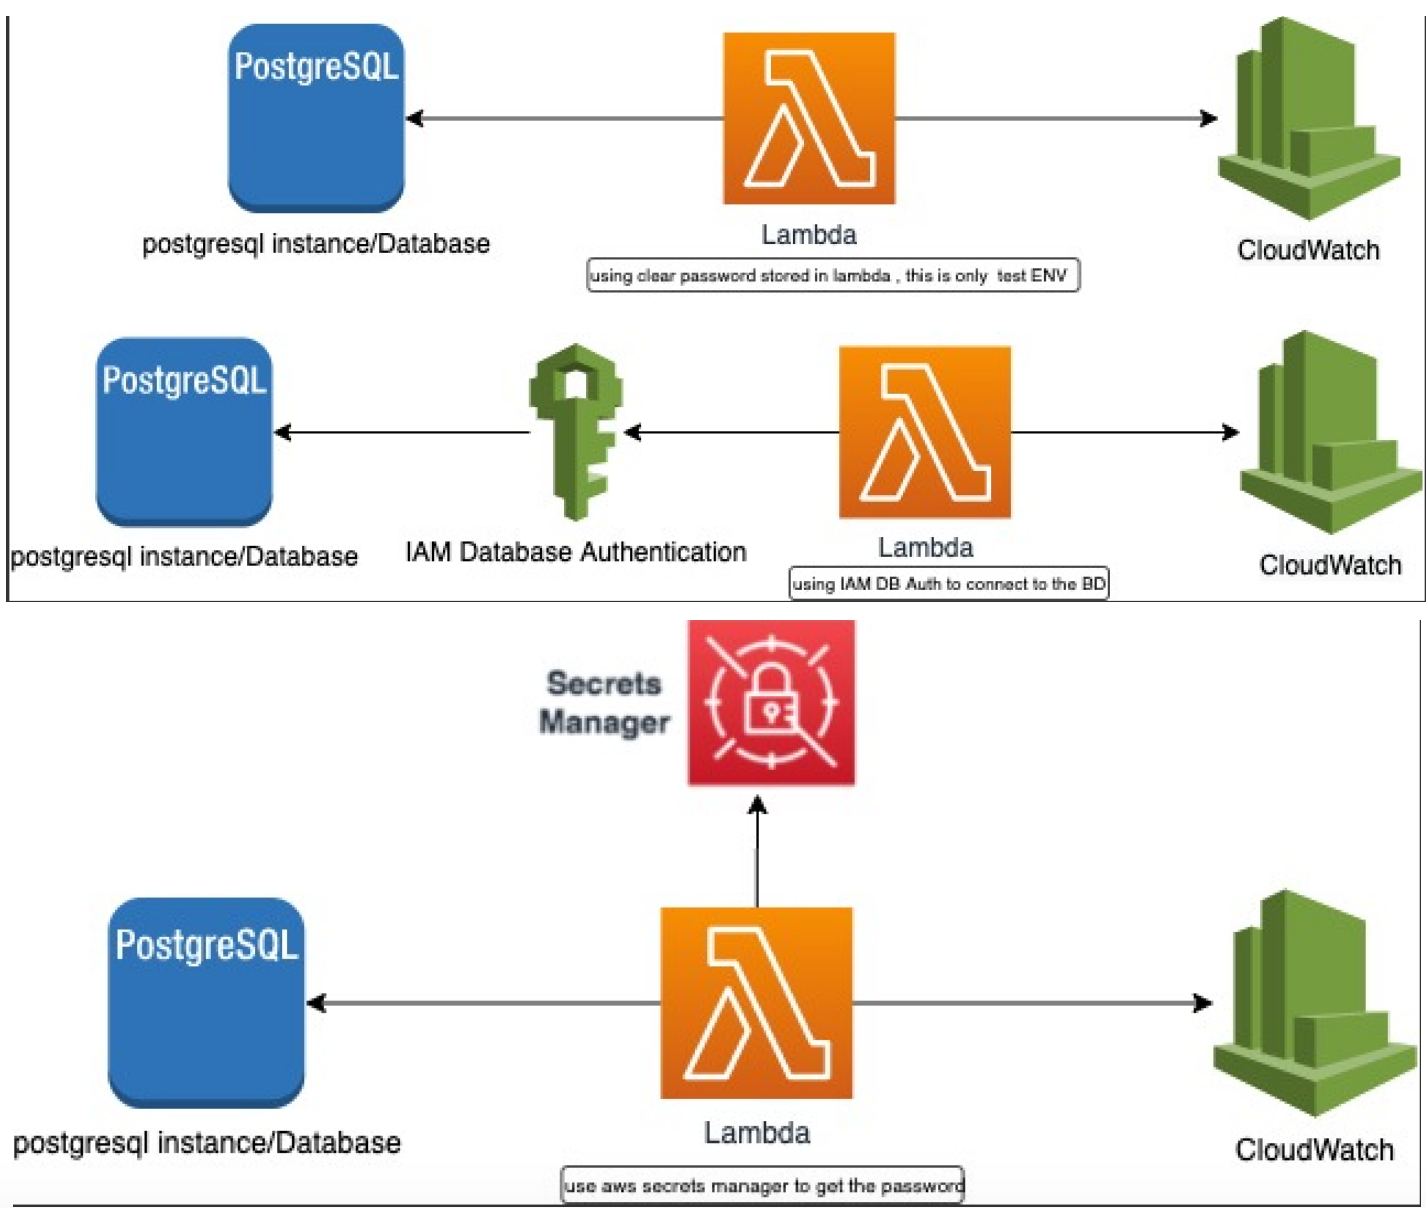 PostgreSQL
postgresql instance/Database
Lambda
using clear password stored in lambda , this is only test ENV
CloudWatch
PostgreSQL
postgresql instance/Database
IAM Database Authentication
Lambda
using IAM DB Auth to connect to the BD
CloudWatch
Secrets
Manager
PostgreSQL
postgresql instance/Database
Lambda
use aws secrets manager to get the password
CloudWatch